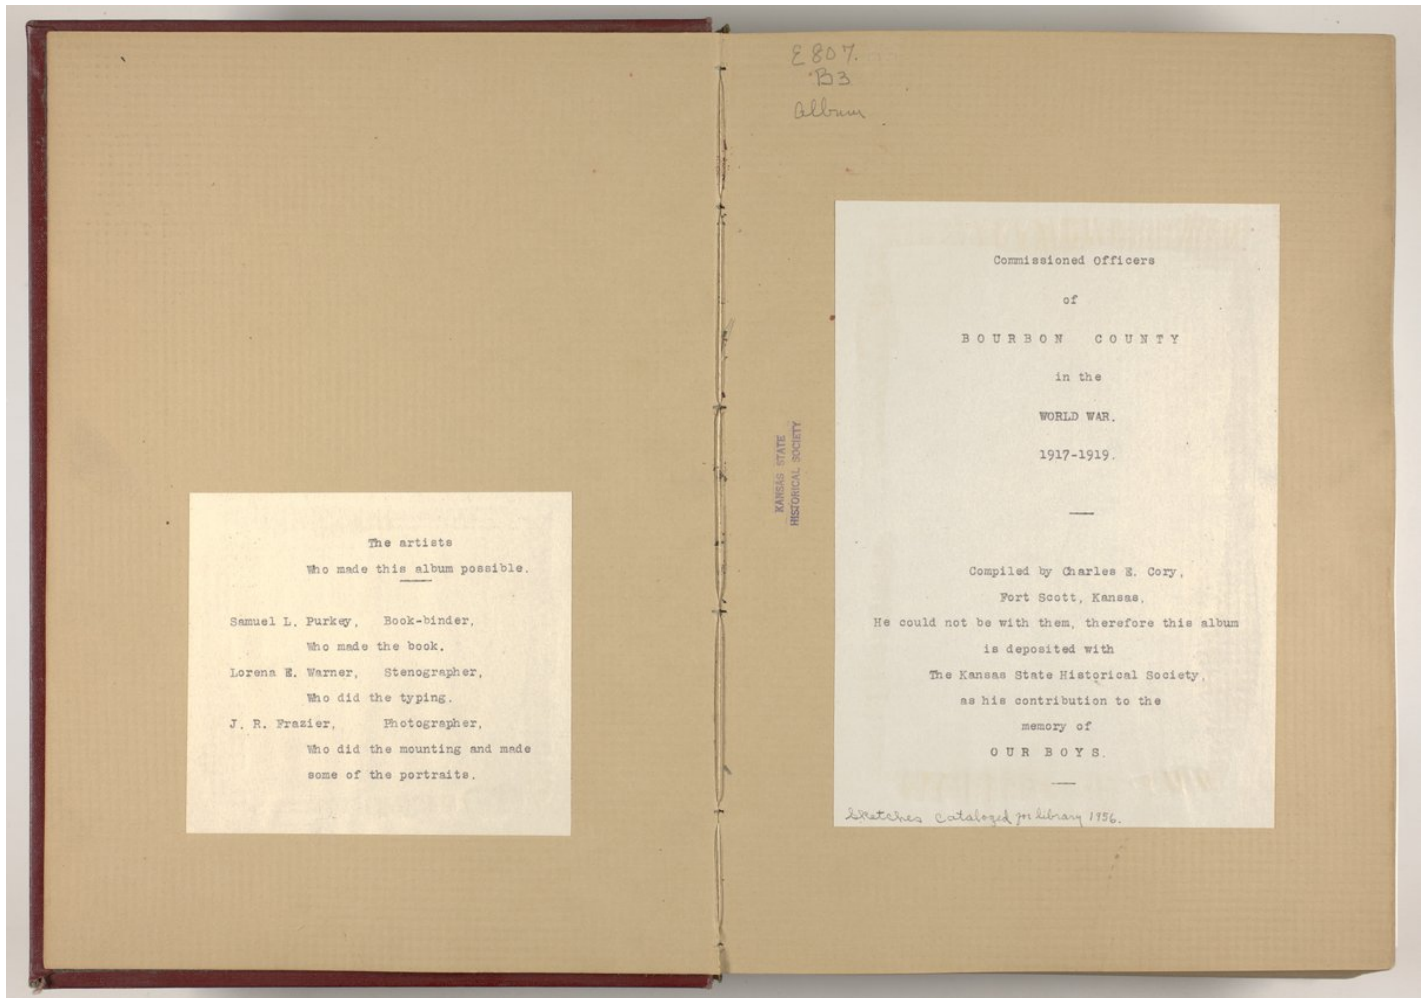 The artists
Who made this album possible.
Samuel L. Purkey, Book-binder,
Who made the book.
Lorena E. Warner, Stenographer,
Who did the typing.
J. R. Frazier, Photographer,
Who did the mounting and made
some of the portraits.
E 807.
B3
Album
KANSAS STATE
HISTORICAL SOCIETY
Commissioned Officers
of
BOURBON COUNTY
in the
WORLD WAR.
1917-1919.
Compiled by Charles E. Cory,
Fort Scott, Kansas,
He could not be with them, therefore this album
is deposited with
The Kansas State Historical Society,
as his contribution to the
memory of
OUR BOYS.
Sketches cataloged for library 1956.